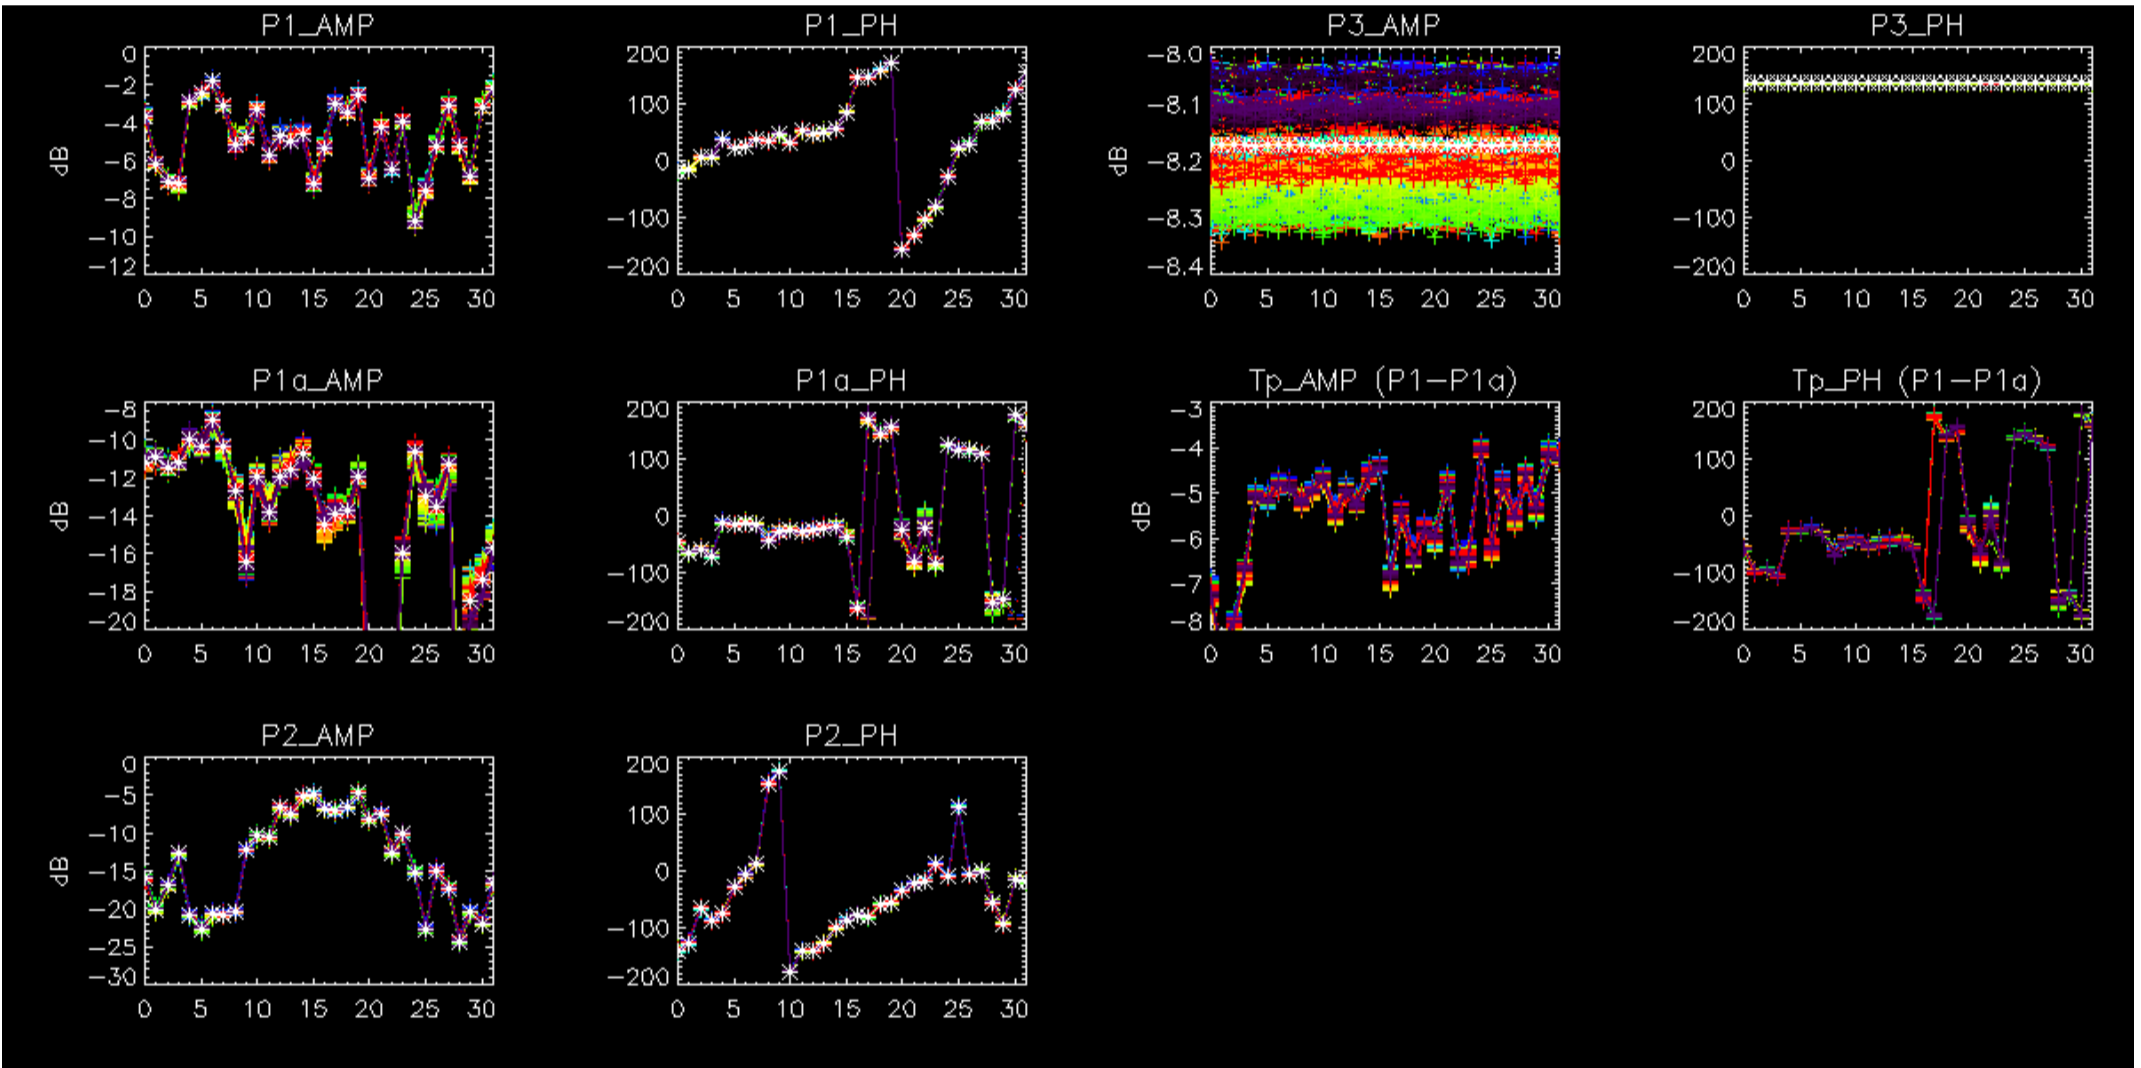 P1_AMP
P1_PH
P3_AMP
P3_PH
0
−2
−4
−6
−8
−10
−12
dB
0 5 10 15 20 25 30
200
100
0
−100
−200
0 5 10 15 20 25 30
−8.0
−8.1
−8.2
−8.3
−8.4
dB
0 5 10 15 20 25 30
200
100
0
−100
−200
0 5 10 15 20 25 30
P1a_AMP
P1a_PH
Tp_AMP (P1−P1a)
Tp_PH (P1−P1a)
−8
−10
−12
−14
−16
−18
−20
dB
0 5 10 15 20 25 30
200
100
0
−100
−200
0 5 10 15 20 25 30
−3
−4
−5
−6
−7
−8
dB
0 5 10 15 20 25 30
200
100
0
−100
−200
0 5 10 15 20 25 30
P2_AMP
P2_PH
0
−5
−10
−15
−20
−25
−30
dB
0 5 10 15 20 25 30
200
100
0
−100
−200
0 5 10 15 20 25 30